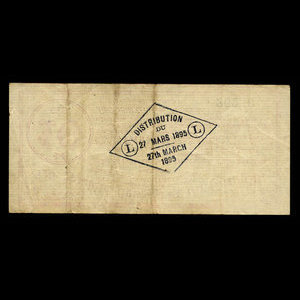 DISTRIBUTION
DU
27 MARS 1895
L L
27th MARCH
1895